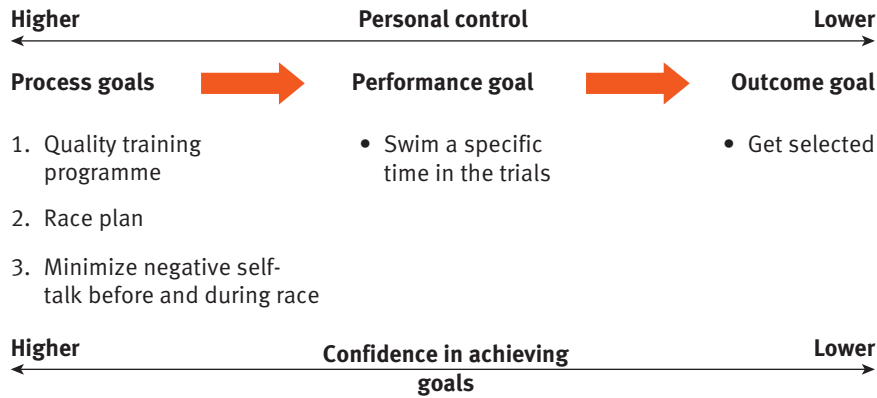 Higher Personal control Lower
Process goals Performance goal Outcome goal
1. Quality training
programme
2. Race plan
3. Minimize negative self-
talk before and during race
• Swim a specific
time in the trials
• Get selected
Higher Confidence in achieving Lower
goals